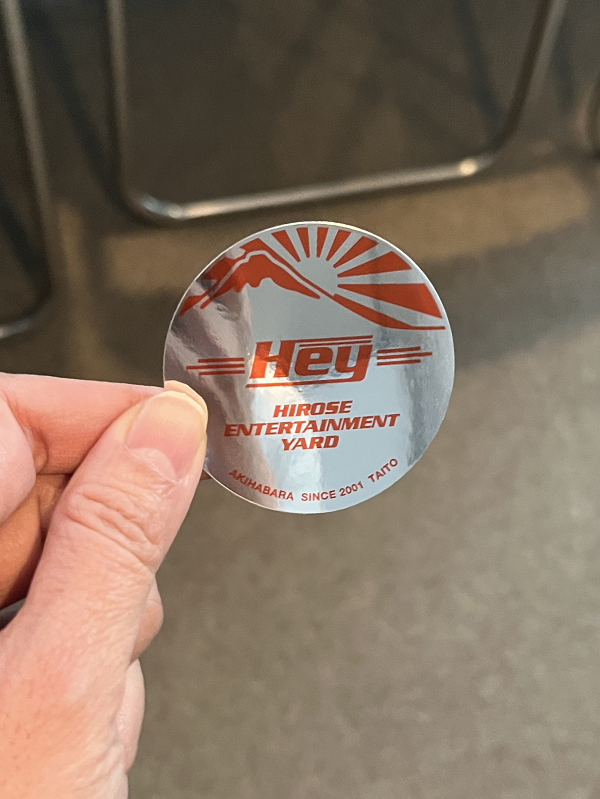 Hey
HIROSE
ENTERTAINMENT
YARD
AKIHABARA SINCE 2001 TAITO